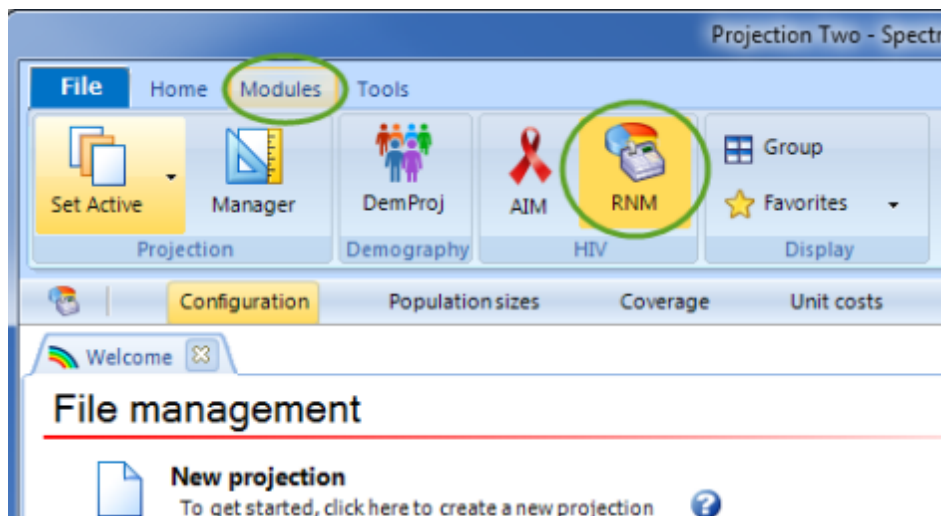 Projection Two - Spectr
File Home Modules Tools
Set Active Manager DemProj AIM RNM Group
Favorites
Projection Demography HIV Display
Configuration Population sizes Coverage Unit costs
Welcome
File management
New projection
To get started, click here to create a new projection